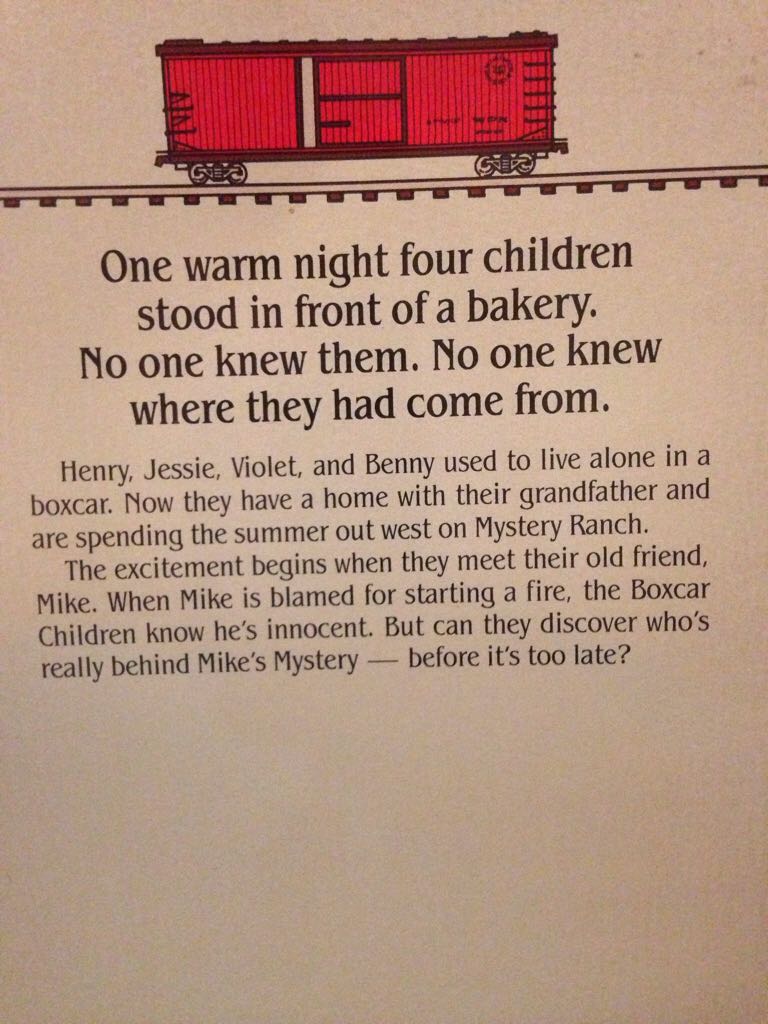 One warm night four children
stood in front of a bakery.
No one knew them. No one knew
where they had come from.
Henry, Jessie, Violet, and Benny used to live alone in a
boxcar. Now they have a home with their grandfather and
are spending the summer out west on Mystery Ranch.
The excitement begins when they meet their old friend,
Mike. When Mike is blamed for starting a fire, the Boxcar
Children know he's innocent. But can they discover who's
really behind Mike's Mystery — before it's too late?